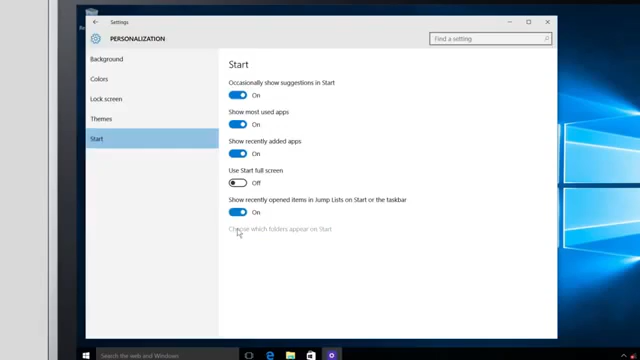 Settings
PERSONALIZATION
Find a setting
Background
Colors
Lock screen
Themes
Start
Start
Occasionally show suggestions in Start
On
Show most used apps
On
Show recently added apps
On
Use Start full screen
Off
Show recently opened items in Jump Lists on Start or the taskbar
On
Choose which folders appear on Start
Search the web and Windows